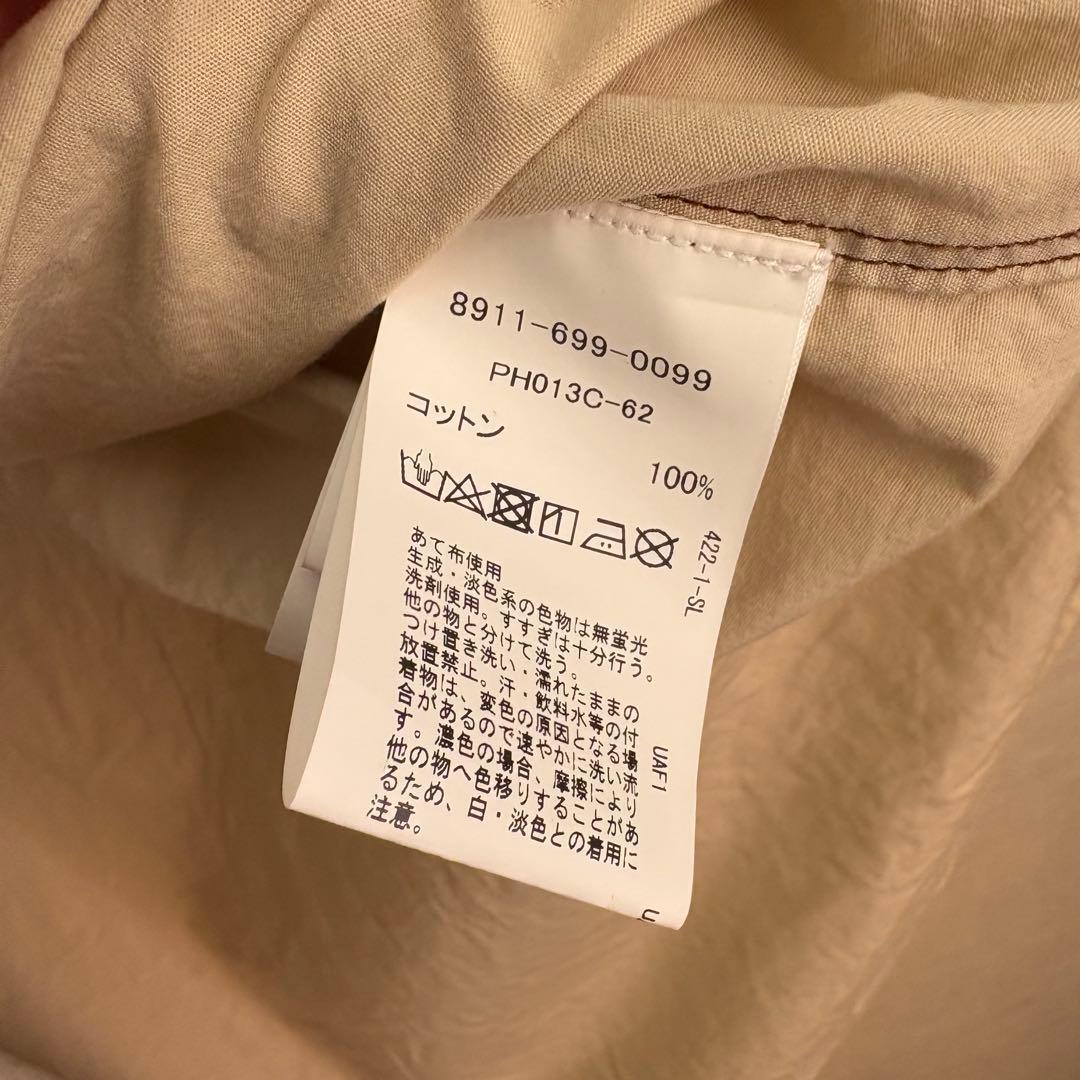 8911-699-0099
PH013C-62
コットン 100%
422-1-SL
あて布使用
生成・淡色系の色物は無蛍光
洗剤使用。すすぎは十分行う。
他の物と分けて洗う。
つけ置き洗い・濡れたままの
放置禁止。汗・飲料水等の付
着物は、変色の原因となる場
合があるので速やかに洗い流
す。濃色の場合、摩擦により
他の物へ色移りすることがあ
るため、白・淡色との着用に
注意。
UAF1